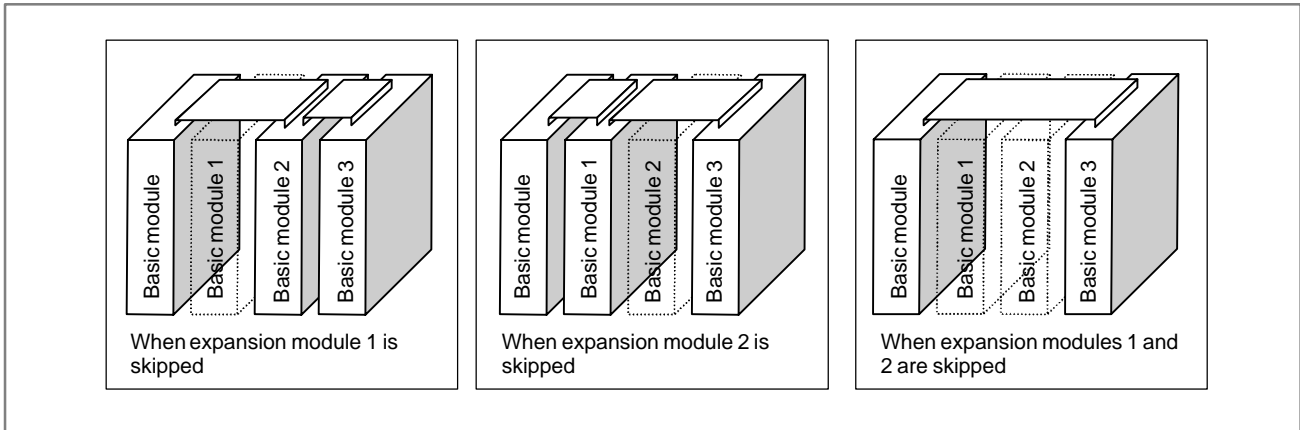 Basic module
Basic module 1
Basic module 2
Basic module 3
When expansion module 1 is
skipped
Basic module
Basic module 1
Basic module 2
Basic module 3
When expansion module 2 is
skipped
Basic module
Basic module 1
Basic module 2
Basic module 3
When expansion modules 1 and
2 are skipped